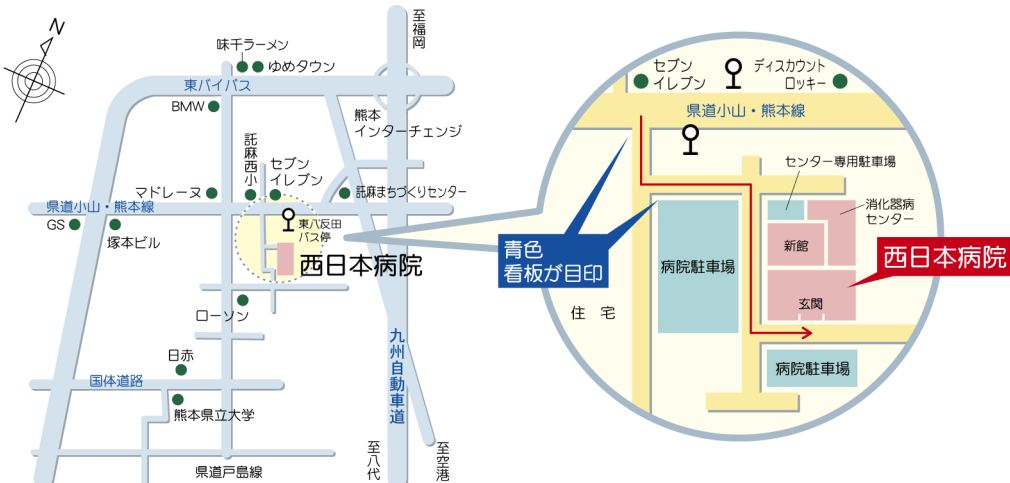 N
味千ラーメン
ゆめタウン
東バイパス
BMW
至福岡
熊本
インターチェンジ
託麻西小
セブン
イレブン
マドレーヌ
託麻まちづくりセンター
県道小山・熊本線
GS
塚本ビル
東八反田
バス停
西日本病院
ローソン
日赤
国体道路
熊本県立大学
九州自動車道
県道戸島線
至八代
至空港
セブン
イレブン
ディスカウント
ロッキー
県道小山・熊本線
センター専用駐車場
消化器病
センター
新館
青色
看板が目印
病院駐車場
西日本病院
玄関
住宅
病院駐車場